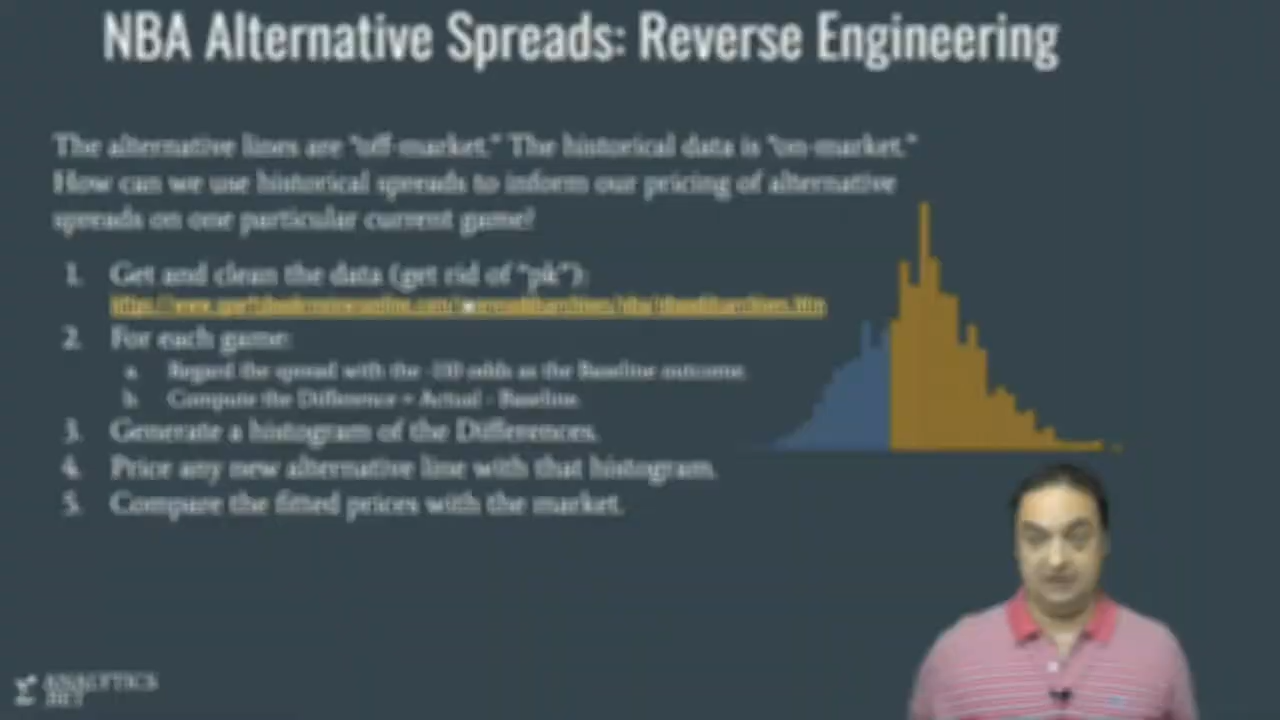 NBA Alternative Spreads: Reverse Engineering
The alternative lines are "off-market." The historical data is "on-market."
How can we use historical spreads to inform our pricing of alternative
spreads on one particular current game?
1. Get and clean the data (get rid of "pk"):
2. For each game:
a. Regard the spread with the -110 odds as the Baseline outcome.
b. Compute the Difference = Actual - Baseline.
3. Generate a histogram of the Differences.
4. Price any new alternative line with that histogram.
5. Compare the fitted prices with the market.
ANALYTICS
BET